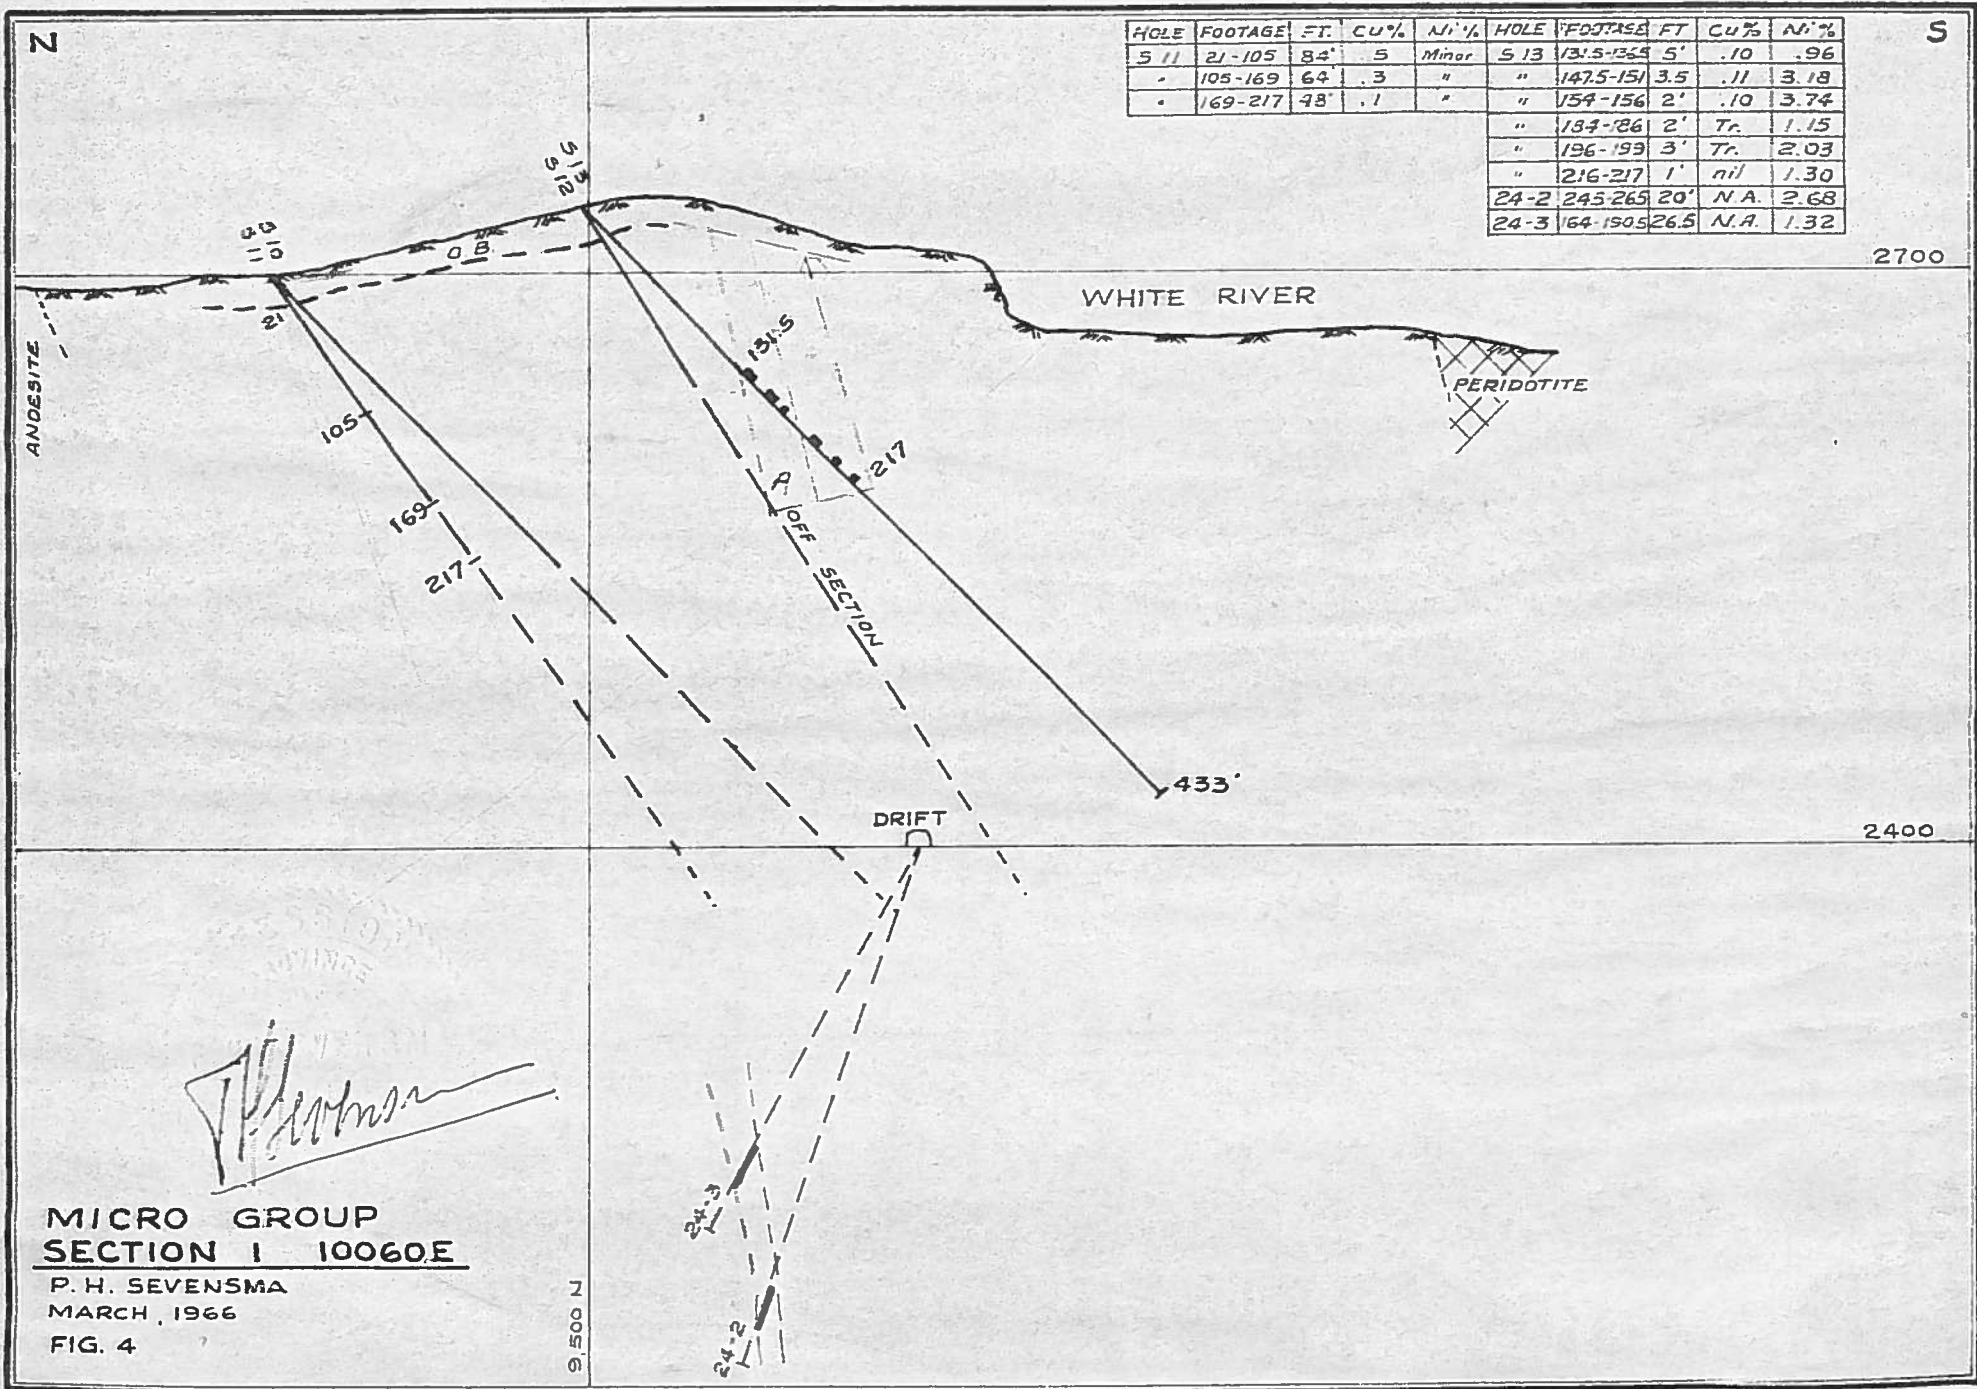 N
S
HOLE FOOTAGE FT. Cu% Ni% HOLE FOOTAGE FT Cu% Ni%
S 11 21-105 84' .5 Minor S 13 131.5-136.5 5' .10 .96
" 105-169 64' .3 " " 147.5-151 3.5 .11 3.18
" 169-217 48' .1 " " 154-156 2' .10 3.74
" 184-186 2' Tr. 1.15
" 196-199 3' Tr. 2.03
" 216-217 1' nil 1.30
24-2 245-265 20' N.A. 2.68
24-3 164-190.5 26.5 N.A. 1.32
S 13
S 12
O B.
2700
WHITE RIVER
21
ANDESITE
131.5
PERIDOTITE
105
217
169
OFF SECTION
217
433'
DRIFT
2400
24-3
24-2
9,500 N
MICRO GROUP
SECTION 1 10060E
P. H. SEVENSMA
MARCH, 1966
FIG. 4